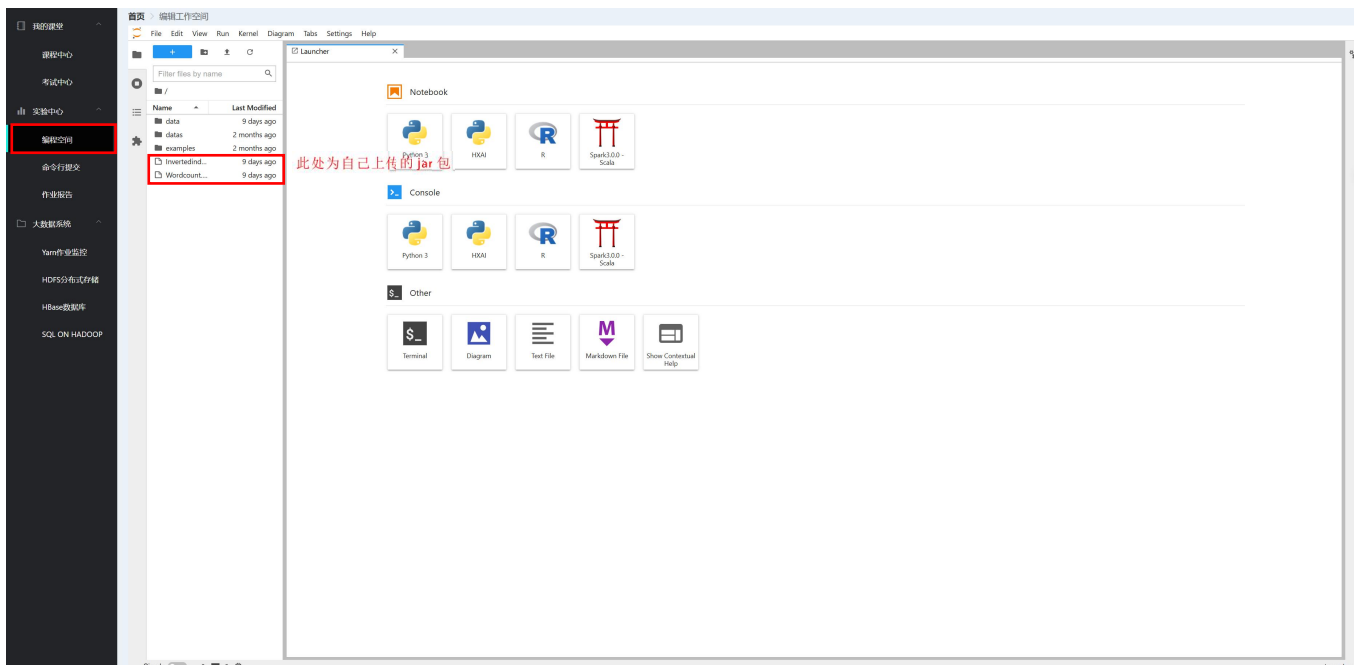 我的课堂
课程中心
考试中心
实验中心
编程空间
命令行提交
作业报告
大数据系统
Yarn作业监控
HDFS分布式存储
HBase数据库
SQL ON HADOOP
首页 > 编辑工作空间
File Edit View Run Kernel Diagram Tabs Settings Help
+
Filter files by name
/
Name Last Modified
data 9 days ago
datas 2 months ago
examples 2 months ago
Invertedind... 9 days ago
Wordcount... 9 days ago
Launcher
Notebook
Python 3
HXAI
R
Spark3.0.0 -
Scala
此处为自己上传的 jar 包
Console
Python 3
HXAI
R
Spark3.0.0 -
Scala
$_ Other
$_
Terminal
Diagram
Text File
Markdown File
Show Contextual
Help